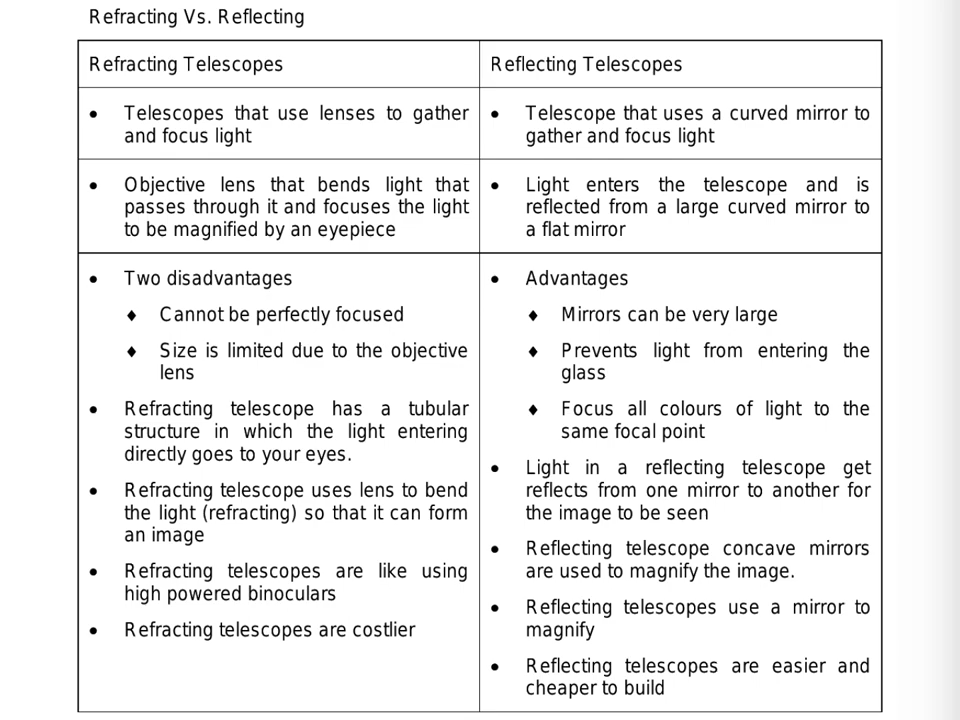 Refracting Vs. Reflecting
Refracting Telescopes
Reflecting Telescopes
• Telescopes that use lenses to gather
and focus light
• Telescope that uses a curved mirror to
gather and focus light
• Objective lens that bends light that
passes through it and focuses the light
to be magnified by an eyepiece
• Light enters the telescope and is
reflected from a large curved mirror to
a flat mirror
• Two disadvantages
♦ Cannot be perfectly focused
♦ Size is limited due to the objective
lens
• Refracting telescope has a tubular
structure in which the light entering
directly goes to your eyes.
• Refracting telescope uses lens to bend
the light (refracting) so that it can form
an image
• Refracting telescopes are like using
high powered binoculars
• Refracting telescopes are costlier
• Advantages
♦ Mirrors can be very large
♦ Prevents light from entering the
glass
♦ Focus all colours of light to the
same focal point
• Light in a reflecting telescope get
reflects from one mirror to another for
the image to be seen
• Reflecting telescope concave mirrors
are used to magnify the image.
• Reflecting telescopes use a mirror to
magnify
• Reflecting telescopes are easier and
cheaper to build